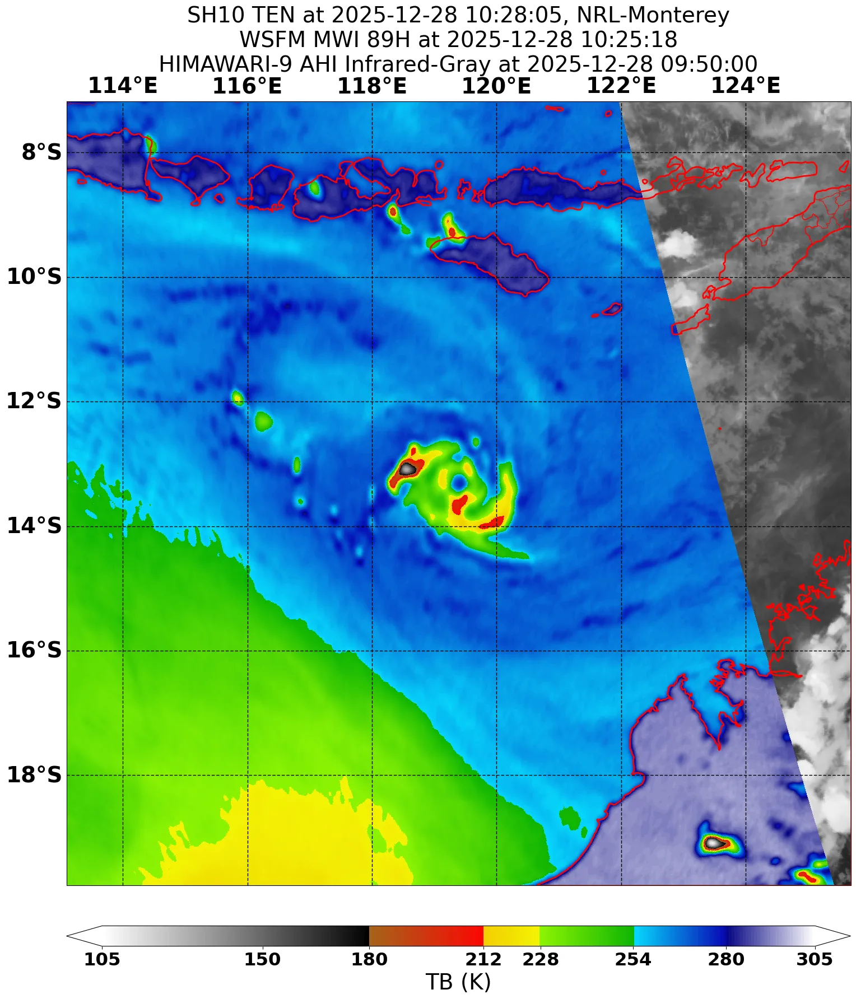 SH10 TEN at 2025-12-28 10:28:05, NRL-Monterey
WSFM MWI 89H at 2025-12-28 10:25:18
HIMAWARI-9 AHI Infrared-Gray at 2025-12-28 09:50:00
114°E 116°E 118°E 120°E 122°E 124°E
8°S
10°S
12°S
14°S
16°S
18°S
105 150 180 212 228 254 280 305
TB (K)